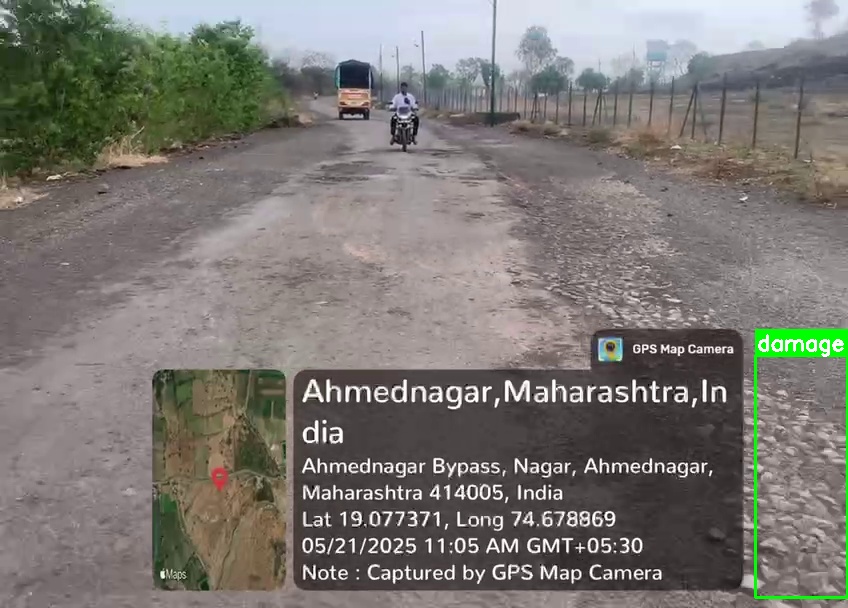 damage
GPS Map Camera
Ahmednagar,Maharashtra,In
dia
Ahmednagar Bypass, Nagar, Ahmednagar,
Maharashtra 414005, India
Lat 19.077371, Long 74.678869
05/21/2025 11:05 AM GMT+05:30
Note : Captured by GPS Map Camera
Maps